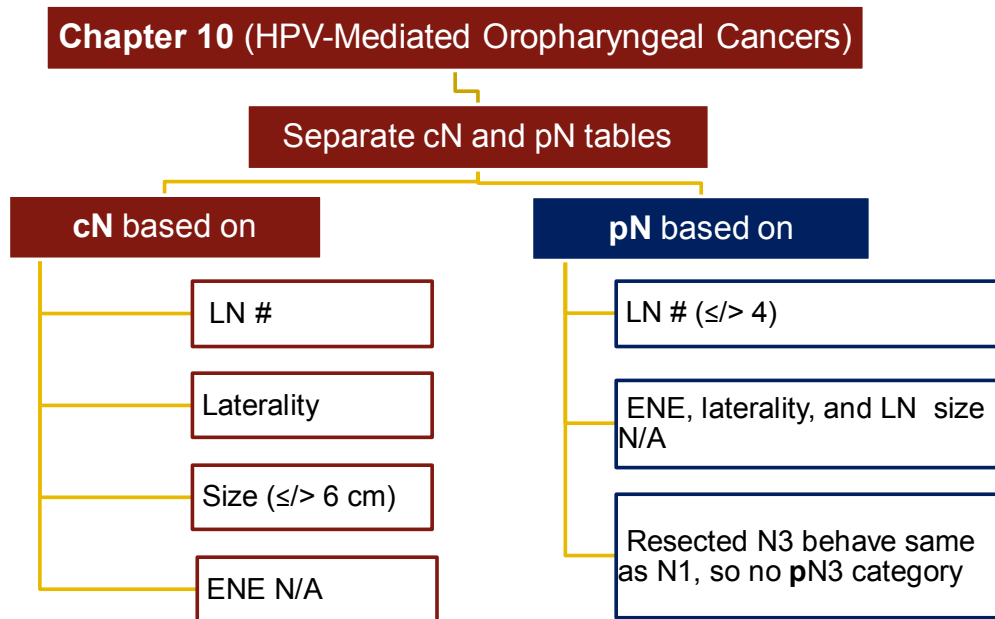 Chapter 10 (HPV-Mediated Oropharyngeal Cancers)
Separate cN and pN tables
cN based on
LN #
Laterality
Size (≤/> 6 cm)
ENE N/A
pN based on
LN # (≤/> 4)
ENE, laterality, and LN size
N/A
Resected N3 behave same
as N1, so no pN3 category